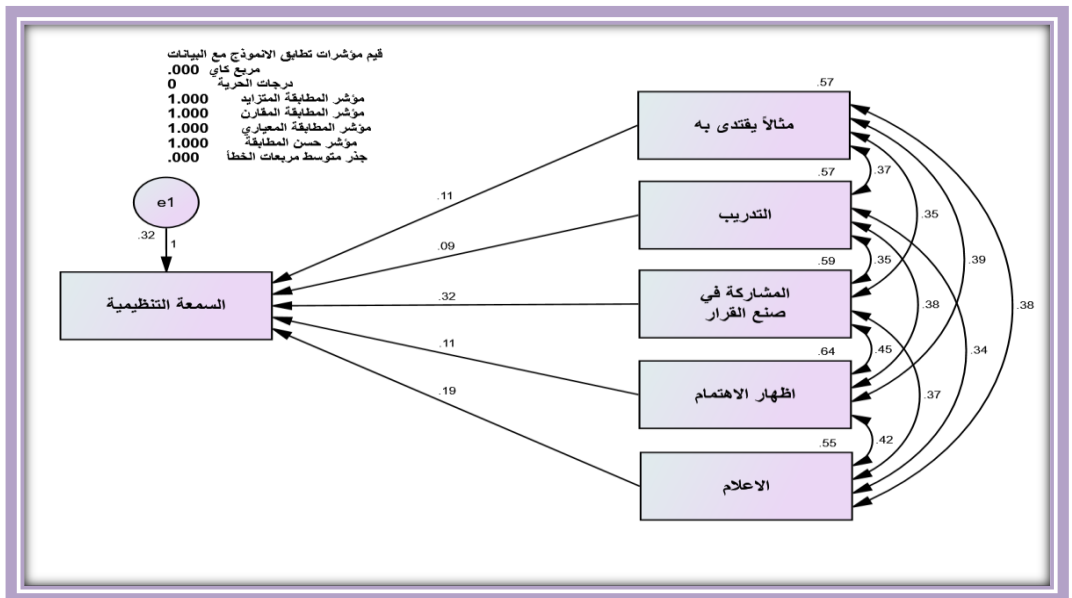 قيم مؤشرات تطابق الانموذج مع البيانات
مربع كاي .000
درجات الحرية 0
مؤشر المطابقة المتزايد 1.000
مؤشر المطابقة المقارن 1.000
مؤشر المطابقة المعياري 1.000
مؤشر حسن المطابقة 1.000
جذر متوسط مربعات الخطأ .000
e1
.32
1
السمعة التنظيمية
.11
.09
.32
.11
.19
.57
مثالاً يقتدى به
.57
التدريب
.59
المشاركة في
صنع القرار
.64
اظهار الاهتمام
.55
الاعلام
.37
.35
.35
.39
.38
.38
.45
.34
.37
.42